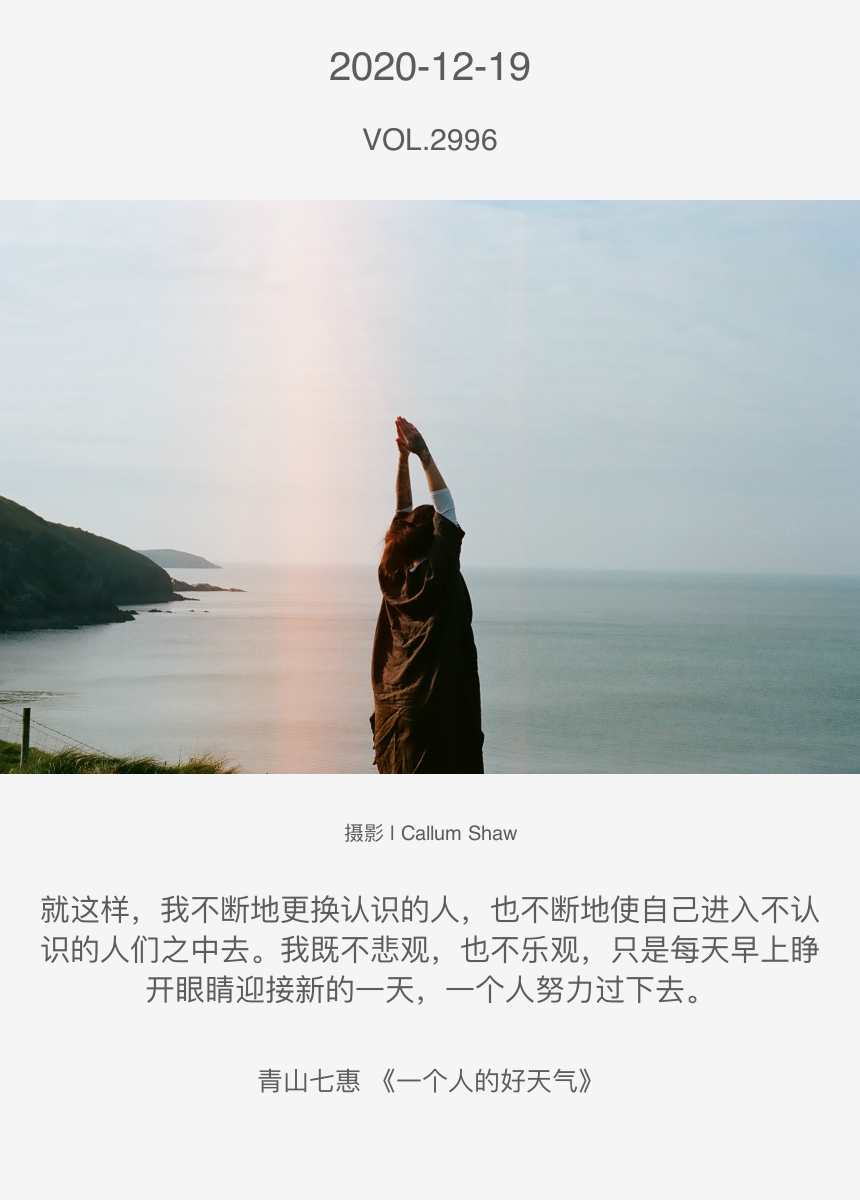 2020-12-19
VOL.2996
摄影 l Callum Shaw
就这样，我不断地更换认识的人，也不断地使自己进入不认
识的人们之中去。我既不悲观，也不乐观，只是每天早上睁
开眼睛迎接新的一天，一个人努力过下去。
青山七惠 《一个人的好天气》